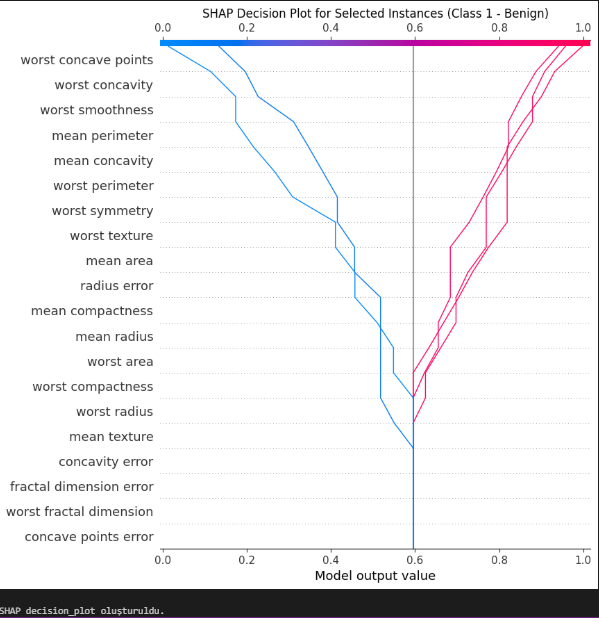 SHAP Decision Plot for Selected Instances (Class 1 - Benign)
0.0 0.2 0.4 0.6 0.8 1.0
worst concave points
worst concavity
worst smoothness
mean perimeter
mean concavity
worst perimeter
worst symmetry
worst texture
mean area
radius error
mean compactness
mean radius
worst area
worst compactness
worst radius
mean texture
concavity error
fractal dimension error
worst fractal dimension
concave points error
0.0 0.2 0.4 0.6 0.8 1.0
Model output value
SHAP decision_plot oluşturuldu.